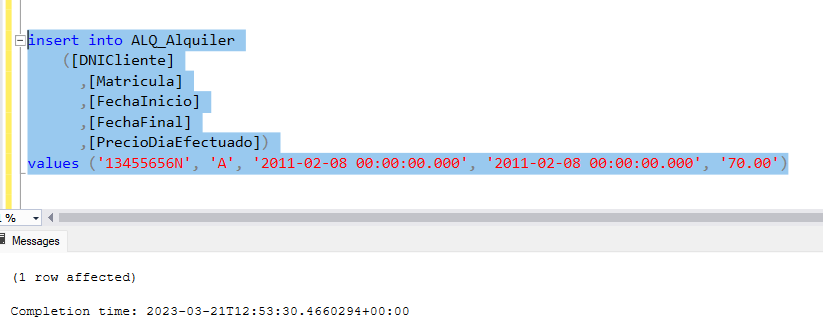 insert into ALQ_Alquiler
([DNICliente]
,[Matricula]
,[FechaInicio]
,[FechaFinal]
,[PrecioDiaEfectuado])
values ('13455656N', 'A', '2011-02-08 00:00:00.000', '2011-02-08 00:00:00.000', '70.00')
%
Messages
(1 row affected)
Completion time: 2023-03-21T12:53:30.4660294+00:00